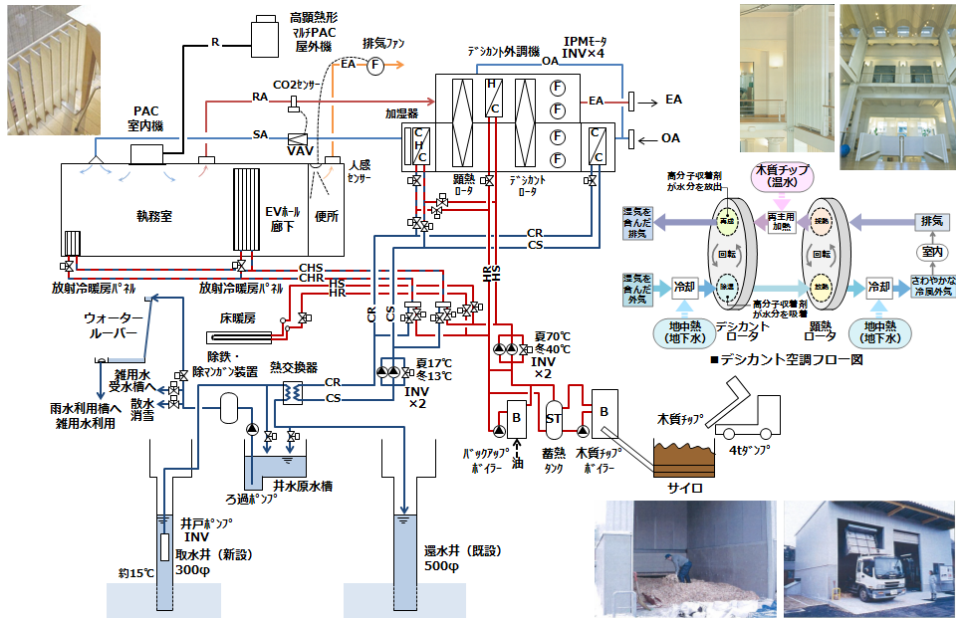 高顕熱形
マルチPAC
屋外機
R
排気ファン
EA
F
CO2センサー
RA
SA
VAV
PAC
室内機
加湿器
デシカント外調機
IPMモータ
INV×4
OA
H
C
F
F
F
F
EA
EA
OA
C
H
C
C
C
顕熱
ロータ
デシカント
ロータ
人感
センサー
執務室
EVホール
廊下
便所
放射冷暖房パネル
放射冷暖房パネル
CHS
CHR
HS
HR
CR
CS
HR
HS
CR
CS
床暖房
ウォーター
ルーバー
除鉄・
除マンガン装置
熱交換器
夏17℃
冬13℃
INV
×2
夏70℃
冬40℃
INV
×2
CR
CS
雑用水
受水槽へ
散水
消雪
雨水利用槽へ
雑用水利用
ろ過ポンプ
井水原水槽
井戸ポンプ
INV
取水井（新設）
300φ
約15℃
還水井（既設）
500φ
B
バックアップ
ボイラー
油
ST
蓄熱
タンク
B
木質チップ
ボイラー
木質チップ
サイロ
4tダンプ
高分子収着剤
が水分を放出
木質チップ
（温水）
湿気を
含んだ
排気
再生
再生用
加熱
採熱
排気
回転
回転
室内
湿気を
含んだ
外気
冷却
除湿
放熱
冷却
さわやかな
冷風外気
高分子収着剤
が水分を吸着
地中熱
（地下水）
デシカント
ロータ
顕熱
ロータ
地中熱
（地下水）
■デシカント空調フロー図